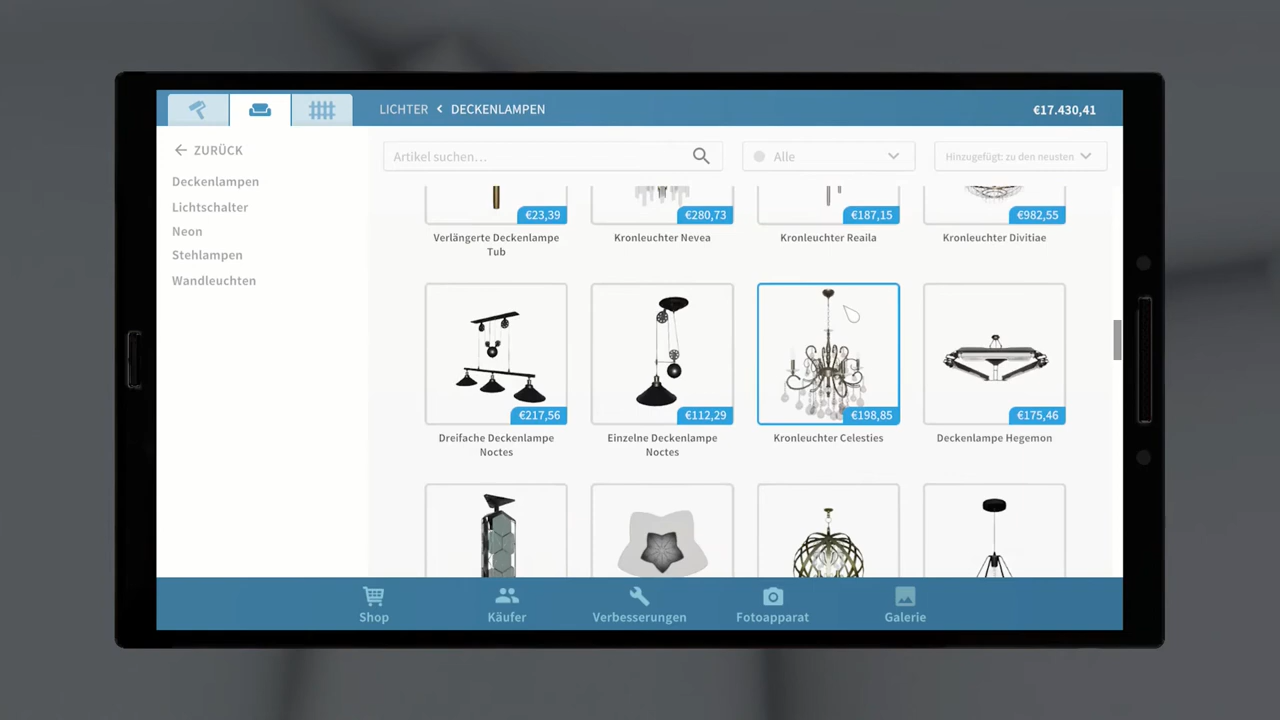 LICHTER < DECKENLAMPEN
€17.430,41
ZURÜCK
Deckenlampen
Lichtschalter
Neon
Stehlampen
Wandleuchten
Artikel suchen...
Alle
Hinzugefügt: zu den neusten
€23,39
€280,73
€187,15
€982,55
Verlängerte Deckenlampe
Tub
Kronleuchter Nevea
Kronleuchter Reaila
Kronleuchter Divitiae
€217,56
€112,29
€198,85
€175,46
Dreifache Deckenlampe
Noctes
Einzelne Deckenlampe
Noctes
Kronleuchter Celesties
Deckenlampe Hegemon
Shop
Käufer
Verbesserungen
Fotoapparat
Galerie